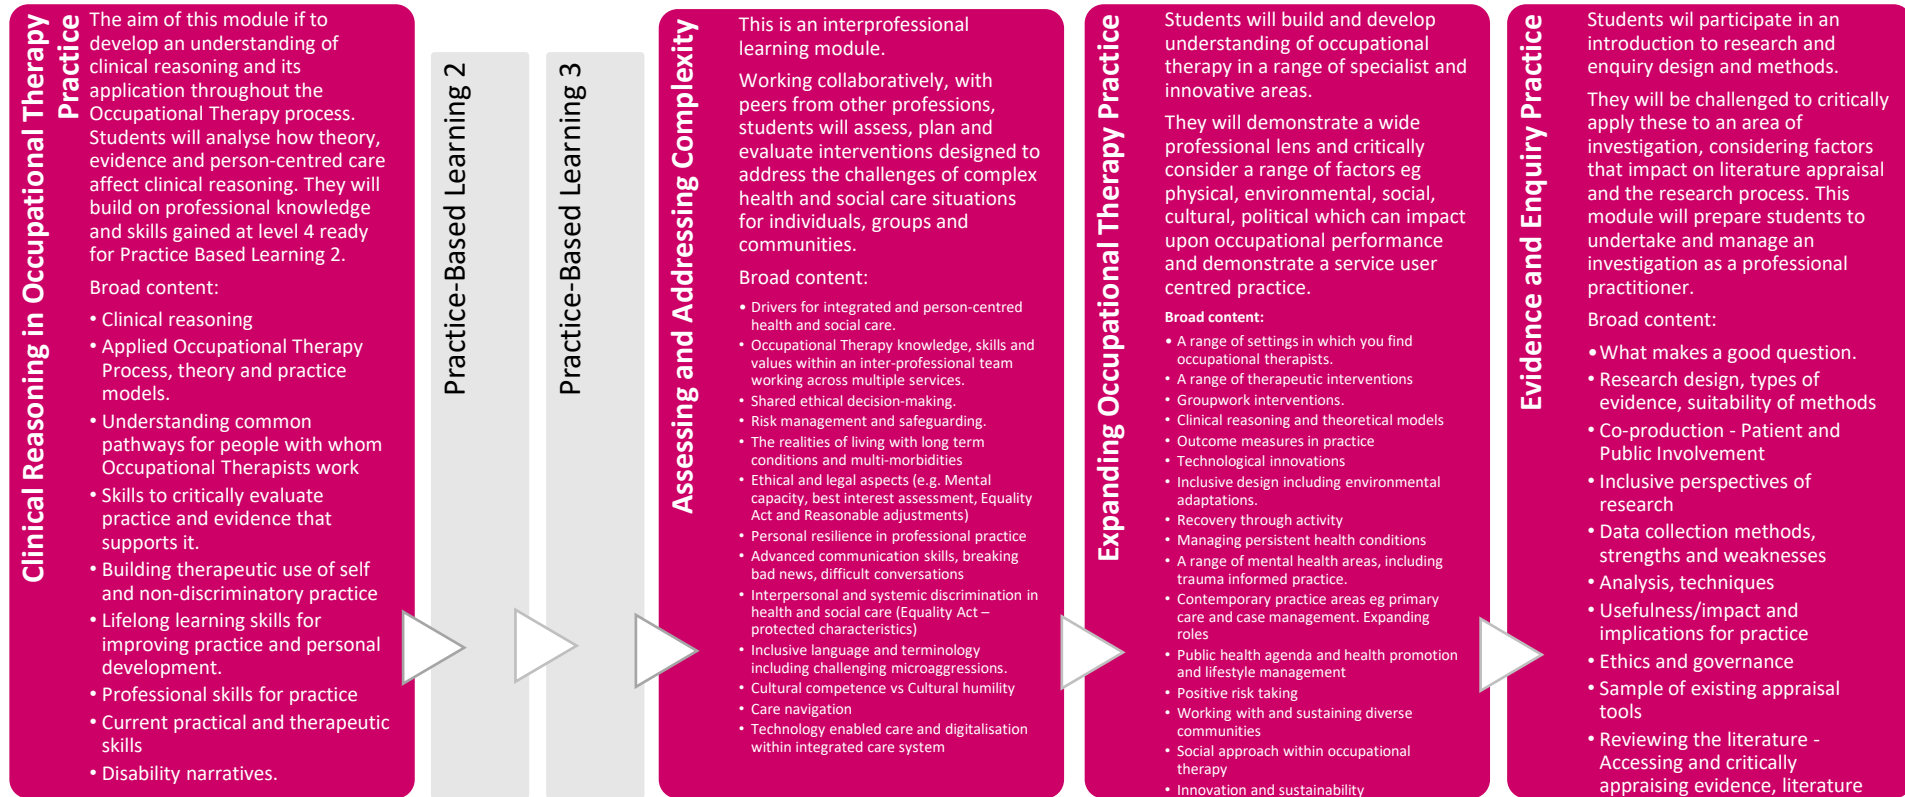 Clinical Reasoning in Occupational Therapy
Practice
The aim of this module if to
develop an understanding of
clinical reasoning and its
application throughout the
Occupational Therapy process.
Students will analyse how theory,
evidence and person-centred care
affect clinical reasoning. They will
build on professional knowledge
and skills gained at level 4 ready
for Practice Based Learning 2.
Broad content:
• Clinical reasoning
• Applied Occupational Therapy
Process, theory and practice
models.
• Understanding common
pathways for people with whom
Occupational Therapists work
• Skills to critically evaluate
practice and evidence that
supports it.
• Building therapeutic use of self
and non-discriminatory practice
• Lifelong learning skills for
improving practice and personal
development.
• Professional skills for practice
• Current practical and therapeutic
skills
• Disability narratives.
Practice-Based Learning 2
Practice-Based Learning 3
Assessing and Addressing Complexity
This is an interprofessional
learning module.
Working collaboratively, with
peers from other professions,
students will assess, plan and
evaluate interventions designed to
address the challenges of complex
health and social care situations
for individuals, groups and
communities.
Broad content:
• Drivers for integrated and person-centred
health and social care.
• Occupational Therapy knowledge, skills and
values within an inter-professional team
working across multiple services.
• Shared ethical decision-making.
• Risk management and safeguarding.
• The realities of living with long term
conditions and multi-morbidities
• Ethical and legal aspects (e.g. Mental
capacity, best interest assessment, Equality
Act and Reasonable adjustments)
• Personal resilience in professional practice
• Advanced communication skills, breaking
bad news, difficult conversations
• Interpersonal and systemic discrimination in
health and social care (Equality Act –
protected characteristics)
• Inclusive language and terminology
including challenging microaggressions.
• Cultural competence vs Cultural humility
• Care navigation
• Technology enabled care and digitalisation
within integrated care system
Expanding Occupational Therapy Practice
Students will build and develop
understanding of occupational
therapy in a range of specialist and
innovative areas.
They will demonstrate a wide
professional lens and critically
consider a range of factors eg
physical, environmental, social,
cultural, political which can impact
upon occupational performance
and demonstrate a service user
centred practice.
Broad content:
• A range of settings in which you find
occupational therapists.
• A range of therapeutic interventions
• Groupwork interventions.
• Clinical reasoning and theoretical models
• Outcome measures in practice
• Technological innovations
• Inclusive design including environmental
adaptations.
• Recovery through activity
• Managing persistent health conditions
• A range of mental health areas, including
trauma informed practice.
• Contemporary practice areas eg primary
care and case management. Expanding
roles
• Public health agenda and health promotion
and lifestyle management
• Positive risk taking
• Working with and sustaining diverse
communities
• Social approach within occupational
therapy
• Innovation and sustainability
Evidence and Enquiry Practice
Students wil participate in an
introduction to research and
enquiry design and methods.
They will be challenged to critically
apply these to an area of
investigation, considering factors
that impact on literature appraisal
and the research process. This
module will prepare students to
undertake and manage an
investigation as a professional
practitioner.
Broad content:
•What makes a good question.
• Research design, types of
evidence, suitability of methods
• Co-production - Patient and
Public Involvement
• Inclusive perspectives of
research
• Data collection methods,
strengths and weaknesses
• Analysis, techniques
• Usefulness/impact and
implications for practice
• Ethics and governance
• Sample of existing appraisal
tools
• Reviewing the literature -
Accessing and critically
appraising evidence, literature